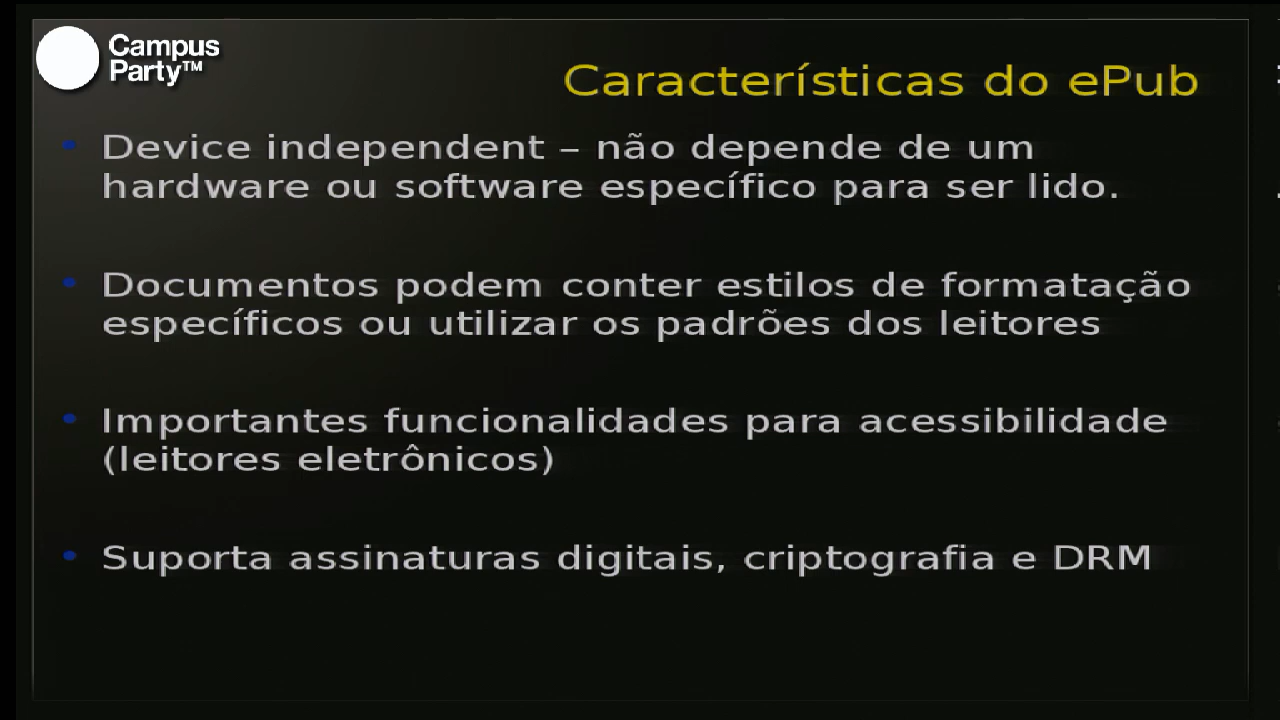 Campus
Party™
Características do ePub
• Device independent – não depende de um
hardware ou software específico para ser lido.
• Documentos podem conter estilos de formatação
específicos ou utilizar os padrões dos leitores
• Importantes funcionalidades para acessibilidade
(leitores eletrônicos)
• Suporta assinaturas digitais, criptografia e DRM